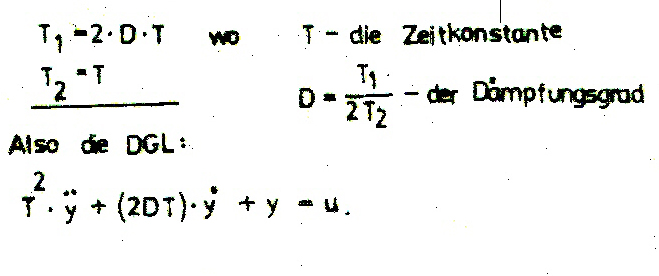 T₁ = 2·D·T wo T – die Zeitkonstante
T₂ = T D = T₁/2T₂ – der Dämpfungsgrad
Also die DGL:
T²·ÿ + (2DT)·ẏ + y = u.